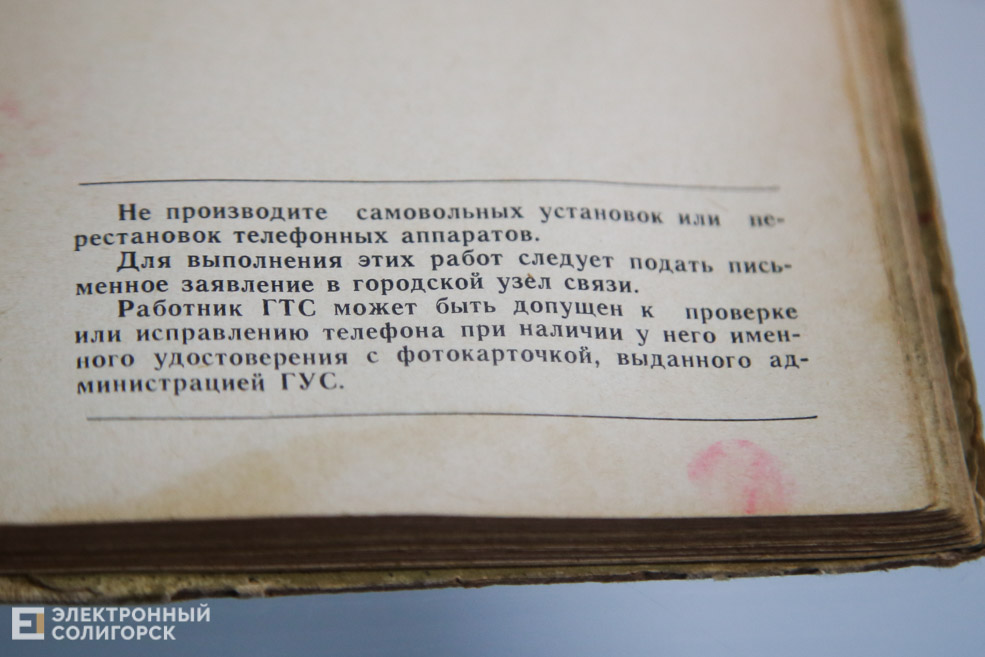 Не производите самовольных установок или пе-
рестановок телефонных аппаратов.
Для выполнения этих работ следует подать пись-
менное заявление в городской узел связи.
Работник ГТС может быть допущен к проверке
или исправлению телефона при наличии у него имен-
ного удостоверения с фотокарточкой, выданного ад-
министрацией ГУС.
ЭЛЕКТРОННЫЙ
СОЛИГОРСК